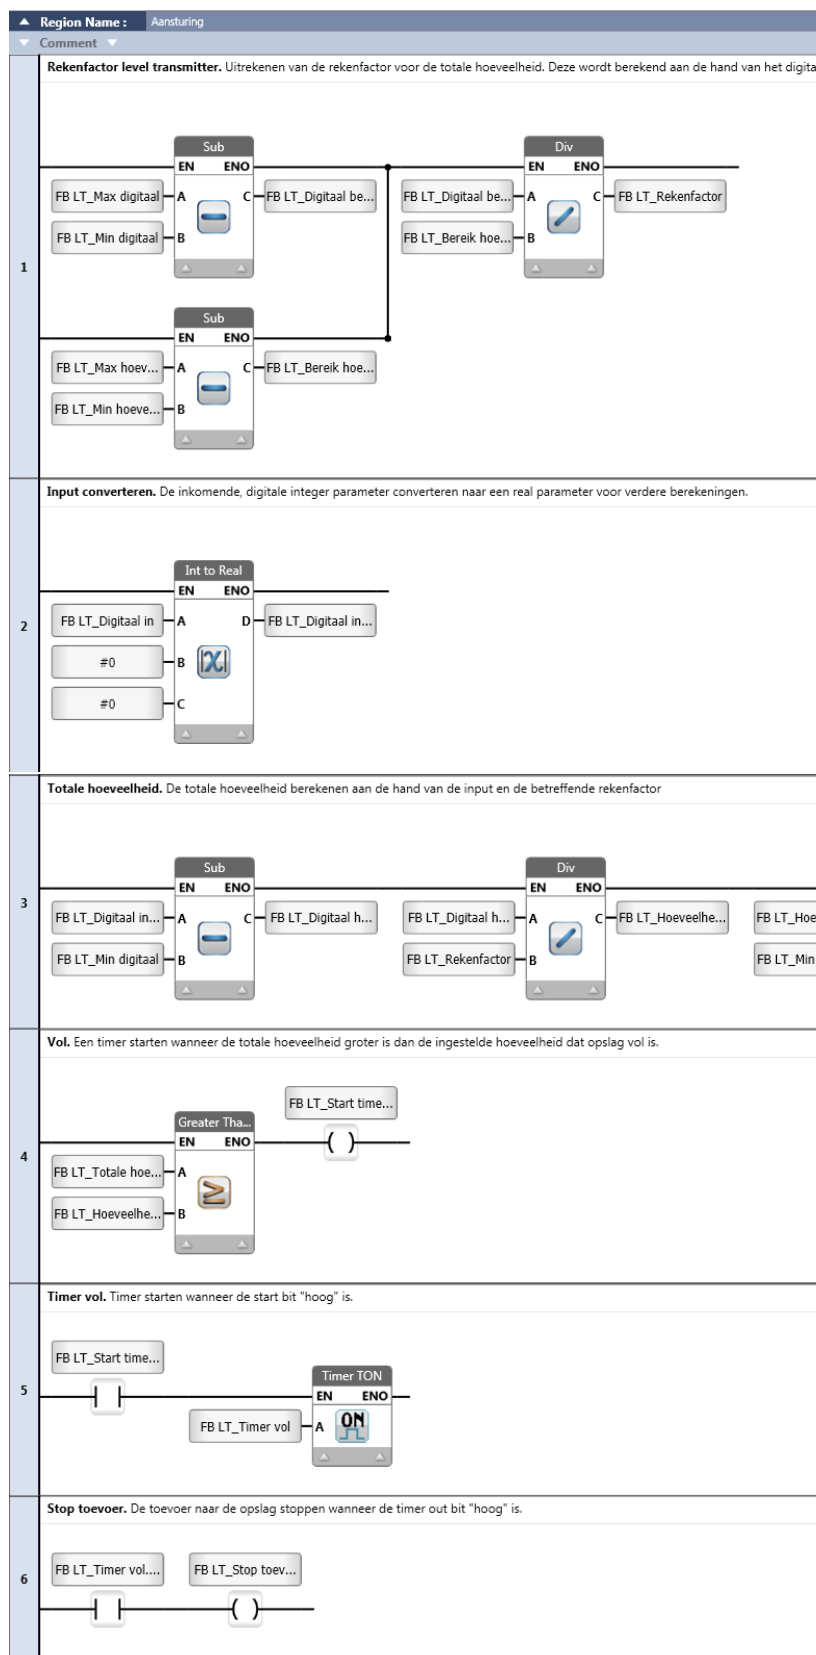 Region Name : Aansturing
Comment
1
Rekenfactor level transmitter. Uitrekenen van de rekenfactor voor de totale hoeveelheid. Deze wordt berekend aan de hand van het digita
Sub Div
EN ENO EN ENO
FB LT_Max digitaal A C FB LT_Digitaal be... FB LT_Digitaal be... A C FB LT_Rekenfactor
FB LT_Min digitaal B FB LT_Bereik hoe... B
Sub
EN ENO
FB LT_Max hoev... A C FB LT_Bereik hoe...
FB LT_Min hoeve... B
2
Input converteren. De inkomende, digitale integer parameter converteren naar een real parameter voor verdere berekeningen.
Int to Real
EN ENO
FB LT_Digitaal in A D FB LT_Digitaal in...
#0 B |X|
#0 C
3
Totale hoeveelheid. De totale hoeveelheid berekenen aan de hand van de input en de betreffende rekenfactor
Sub Div
EN ENO EN ENO
FB LT_Digitaal in... A C FB LT_Digitaal h... FB LT_Digitaal h... A C FB LT_Hoeveelhe... FB LT_Hoe
FB LT_Min digitaal B FB LT_Rekenfactor B FB LT_Min
4
Vol. Een timer starten wanneer de totale hoeveelheid groter is dan de ingestelde hoeveelheid dat opslag vol is.
FB LT_Start time...
Greater Tha...
EN ENO ( )
FB LT_Totale hoe... A
≥
FB LT_Hoeveelhe... B
5
Timer vol. Timer starten wanneer de start bit "hoog" is.
FB LT_Start time...
Timer TON
EN ENO
FB LT_Timer vol A ON
6
Stop toevoer. De toevoer naar de opslag stoppen wanneer de timer out bit "hoog" is.
FB LT_Timer vol.... FB LT_Stop toev...
( )